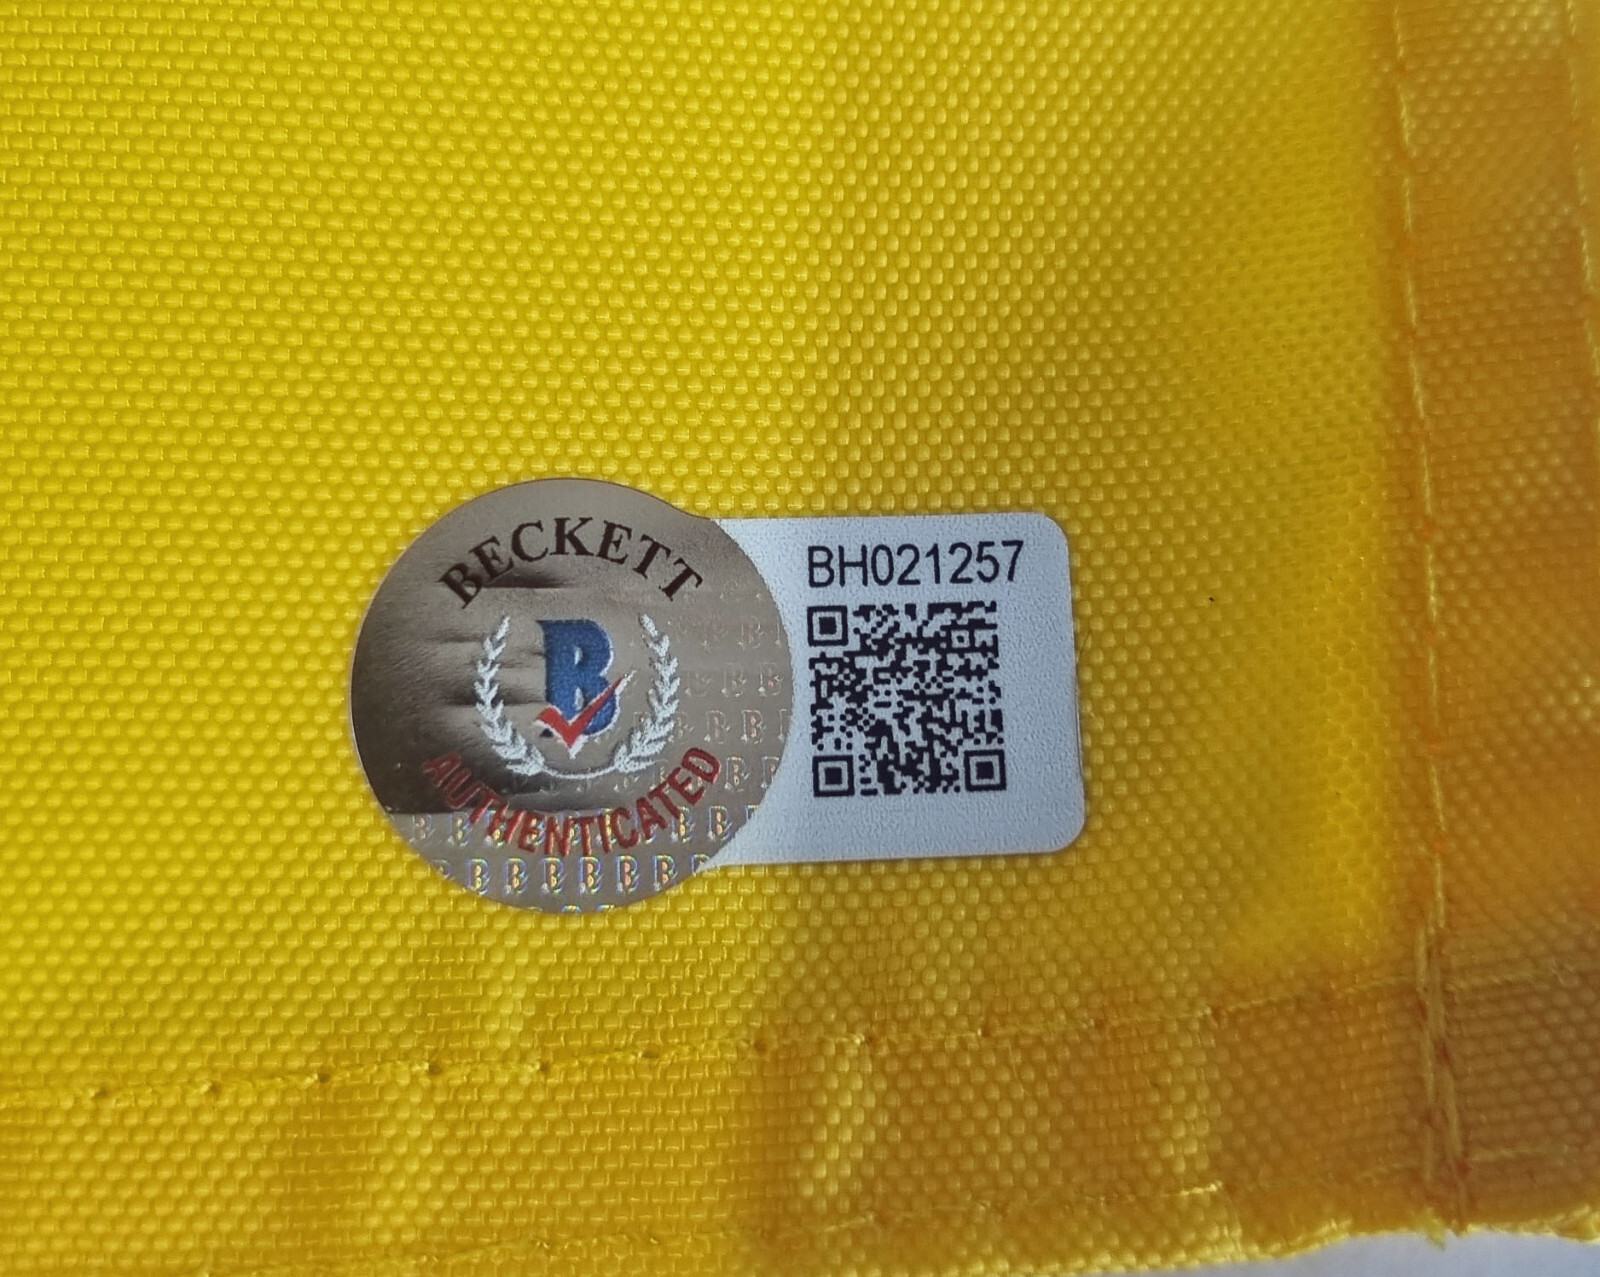 BECKETT
B
AUTHENTICATED
BH021257